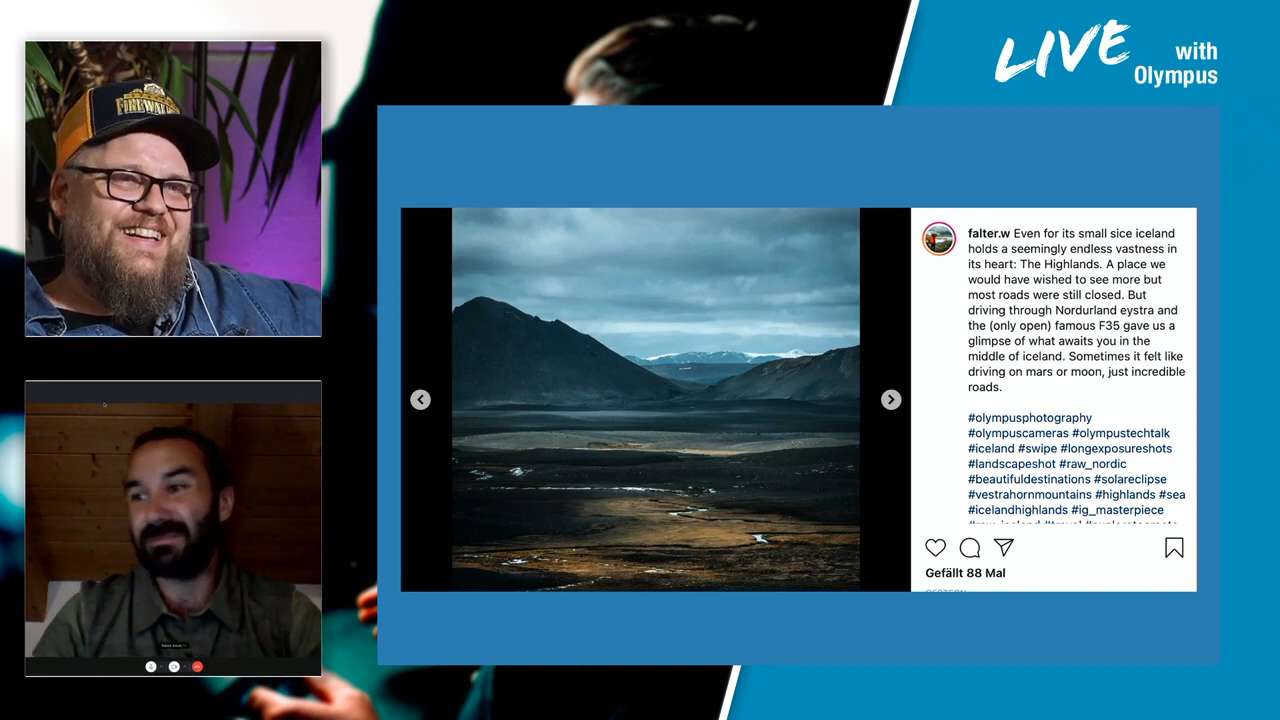 LIVE
with
Olympus
FIREWALK
falter.w Even for its small sice iceland
holds a seemingly endless vastness in
its heart: The Highlands. A place we
would have wished to see more but
most roads were still closed. But
driving through Nordurland eystra and
the (only open) famous F35 gave us a
glimpse of what awaits you in the
middle of iceland. Sometimes it felt like
driving on mars or moon, just incredible
roads.
#olympusphotography
#olympuscameras #olympustechtalk
#iceland #swipe #longexposureshots
#landscapeshot #raw_nordic
#beautifuldestinations #solareclipse
#vestrahornmountains #highlands #sea
#icelandhighlands #ig_masterpiece
Gefällt 88 Mal